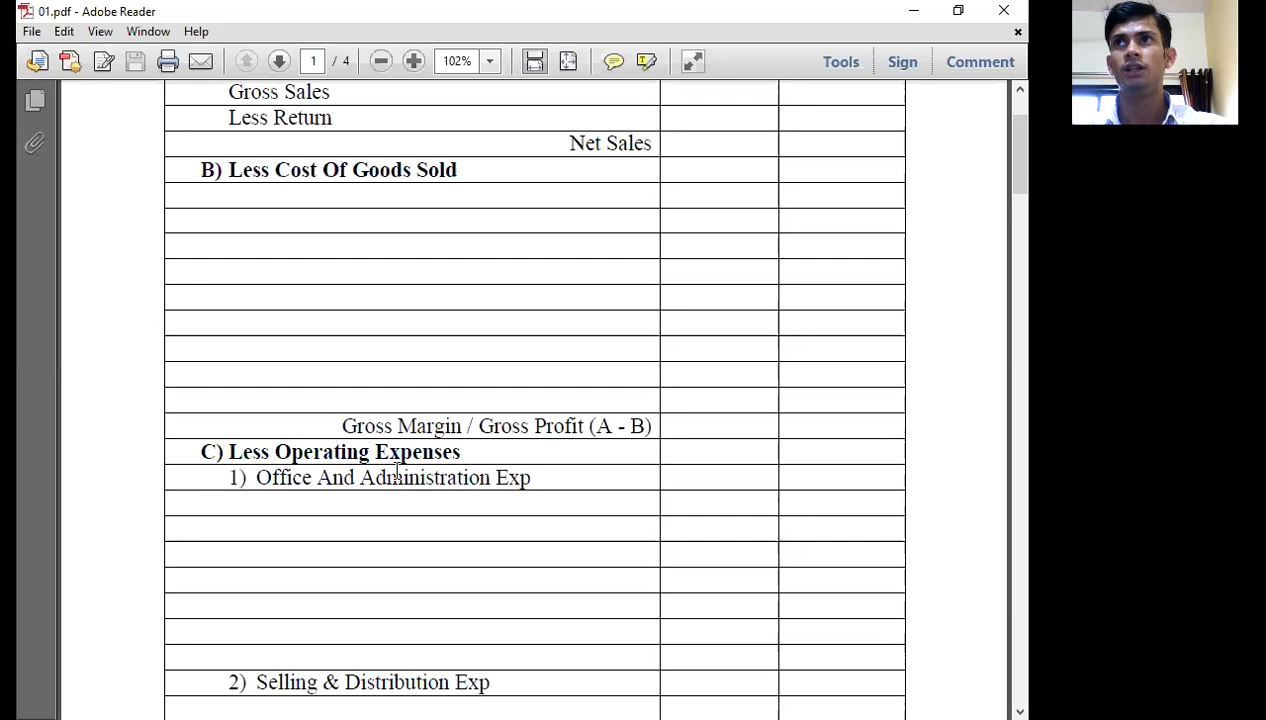 01.pdf - Adobe Reader
File Edit View Window Help
1 / 4 102% Tools Sign Comment
Gross Sales
Less Return
Net Sales
B) Less Cost Of Goods Sold
Gross Margin / Gross Profit (A - B)
C) Less Operating Expenses
1) Office And Administration Exp
2) Selling & Distribution Exp